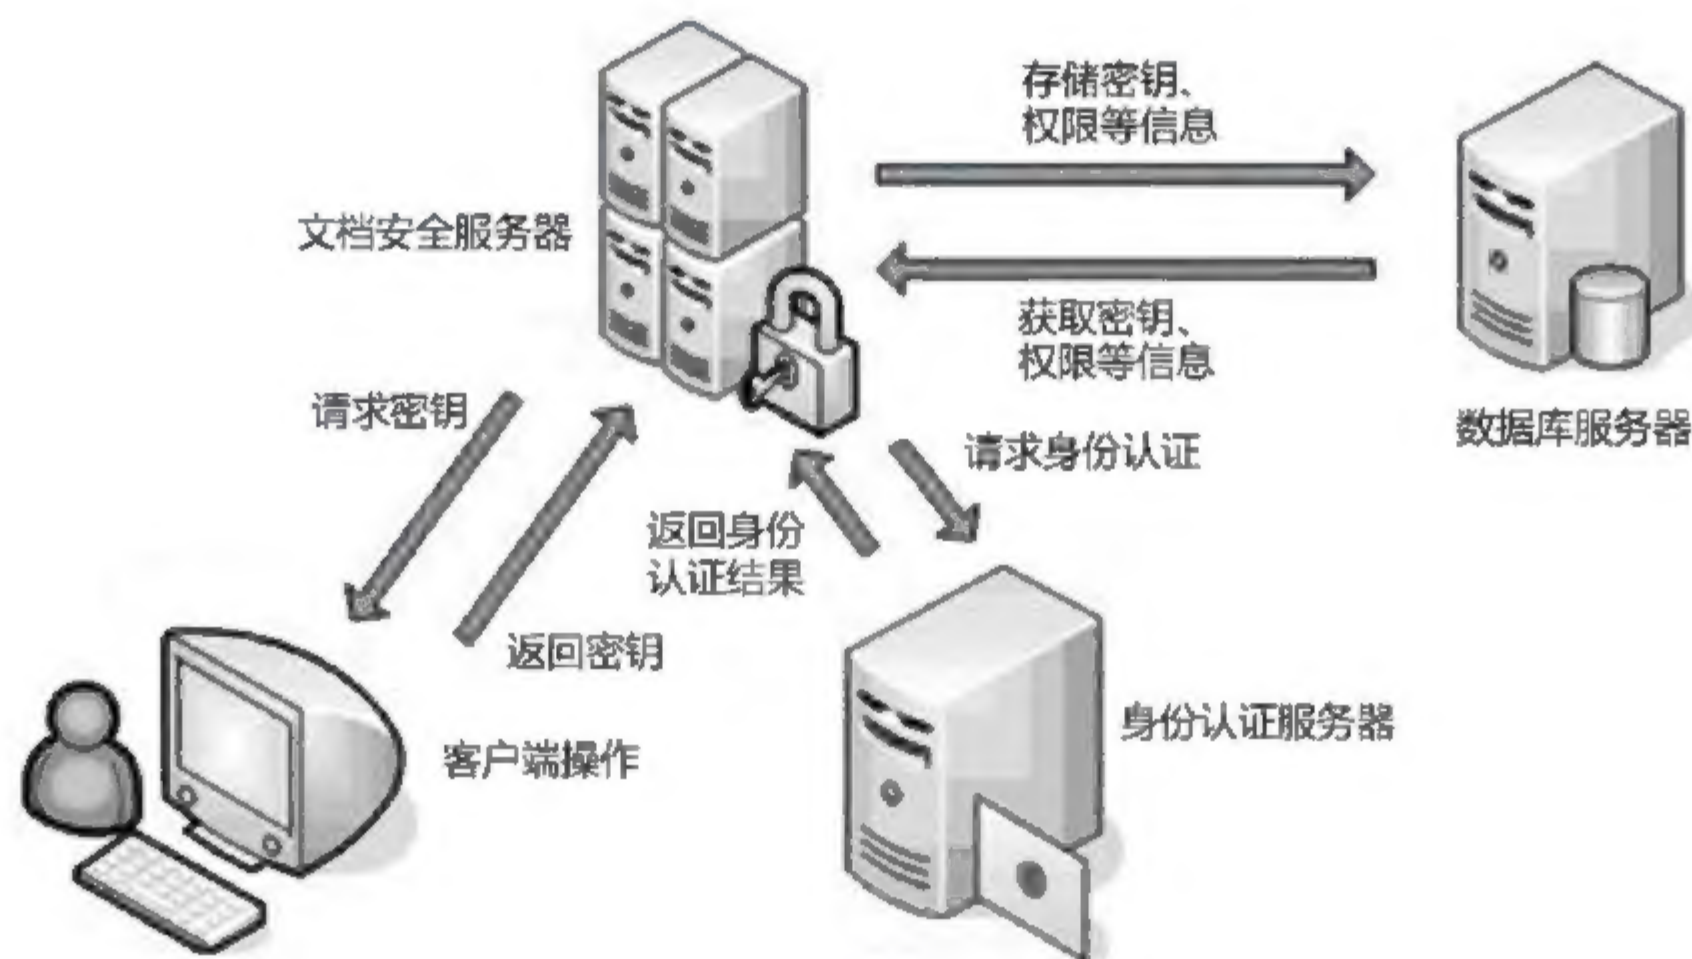 存储密钥、
权限等信息
文档安全服务器
获取密钥、
权限等信息
数据库服务器
请求密钥
请求身份认证
返回身份
认证结果
返回密钥
身份认证服务器
客户端操作